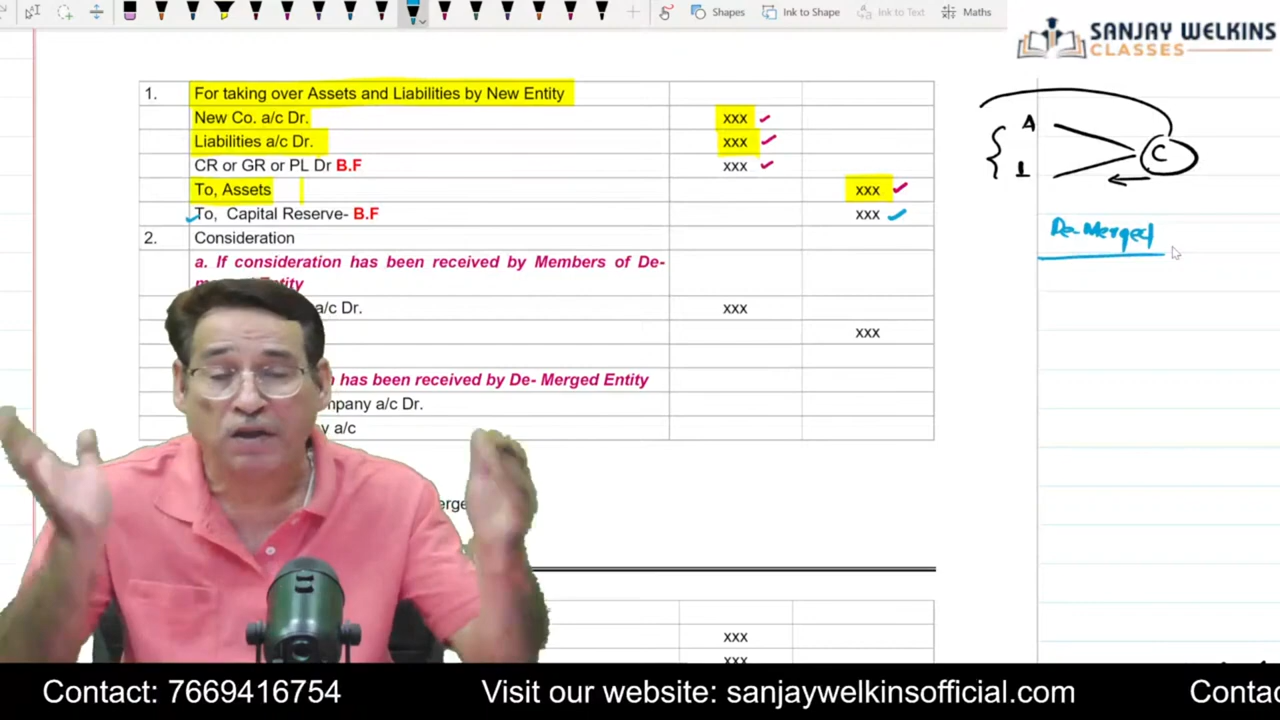 Shapes
Ink to Shape
Ink to Text
Maths
SANJAY WELKINS
CLASSES
1. For taking over Assets and Liabilities by New Entity
New Co. a/c Dr. xxx
Liabilities a/c Dr. xxx
CR or GR or PL Dr B.F xxx
To, Assets xxx
To, Capital Reserve- B.F xxx
2. Consideration
a. If consideration has been received by Members of De-
a/c Dr. xxx
xxx
has been received by De- Merged Entity
a/c Dr.
a/c
xxx
xxx
A
C
De-Merged
Contact: 7669416754 Visit our website: sanjaywelkinsofficial.com